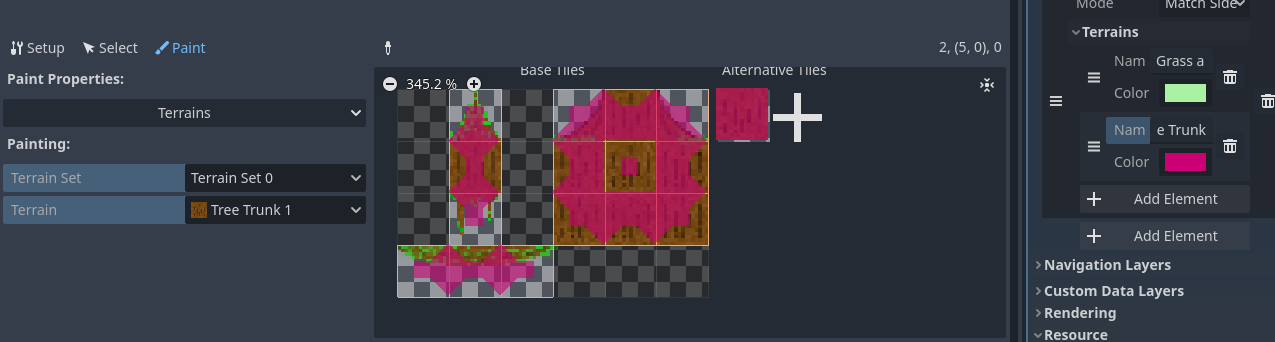 Mode Match Side
Setup Select Paint 2, (5, 0), 0
Terrains
Paint Properties:
Base Tiles Alternative Tiles
345.2 %
Nam Grass a
Color
Terrains
Painting:
Nam e Trunk
Color
Terrain Set Terrain Set 0
Terrain Tree Trunk 1
Add Element
Add Element
Navigation Layers
Custom Data Layers
Rendering
Resource